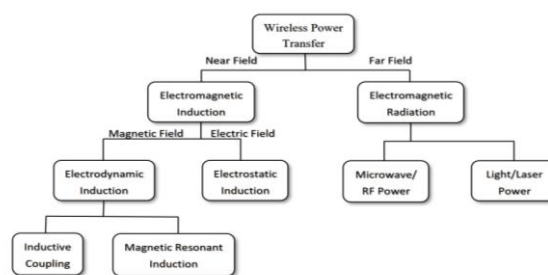 Wireless Power
Transfer
Near Field
Far Field
Electromagnetic
Induction
Electromagnetic
Radiation
Magnetic Field
Electric Field
Electrodynamic
Induction
Electrostatic
Induction
Microwave/
RF Power
Light/Laser
Power
Inductive
Coupling
Magnetic Resonant
Induction